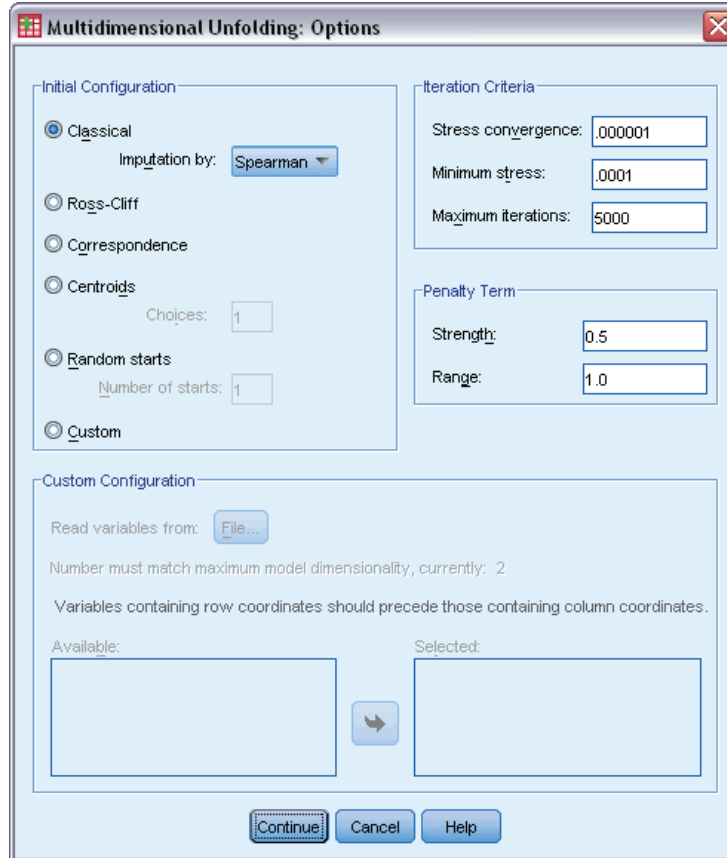 Multidimensional Unfolding: Options
Initial Configuration
Classical
Imputation by: Spearman
Ross-Cliff
Correspondence
Centroids
Choices: 1
Random starts
Number of starts: 1
Custom
Iteration Criteria
Stress convergence: .000001
Minimum stress: .0001
Maximum iterations: 5000
Penalty Term
Strength: 0.5
Range: 1.0
Custom Configuration
Read variables from: File...
Number must match maximum model dimensionality, currently: 2
Variables containing row coordinates should precede those containing column coordinates.
Available: Selected:
Continue Cancel Help